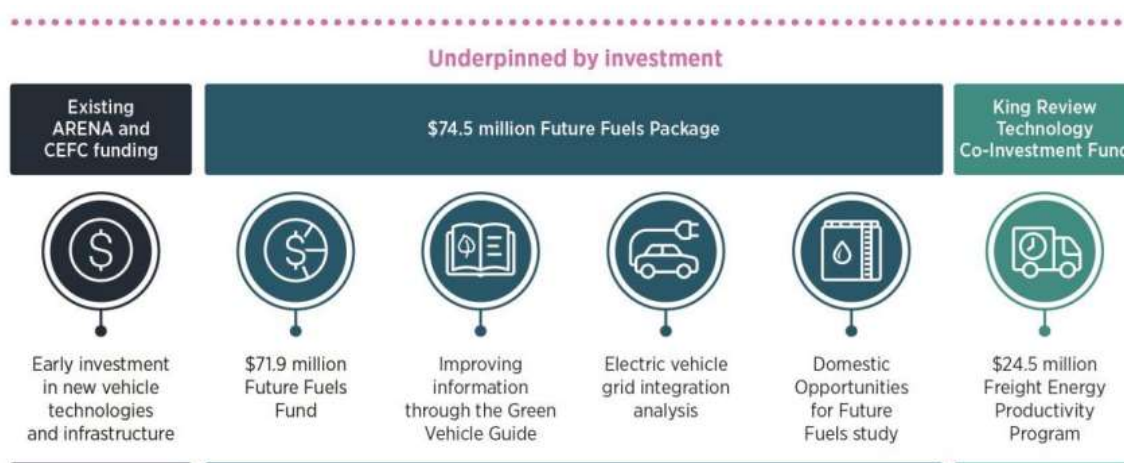 Underpinned by investment
Existing
ARENA and
CEFC funding
$74.5 million Future Fuels Package
King Review
Technology
Co-Investment Fund
Early investment
in new vehicle
technologies
and infrastructure
$71.9 million
Future Fuels
Fund
Improving
information
through the Green
Vehicle Guide
Electric vehicle
grid integration
analysis
Domestic
Opportunities
for Future
Fuels study
$24.5 million
Freight Energy
Productivity
Program